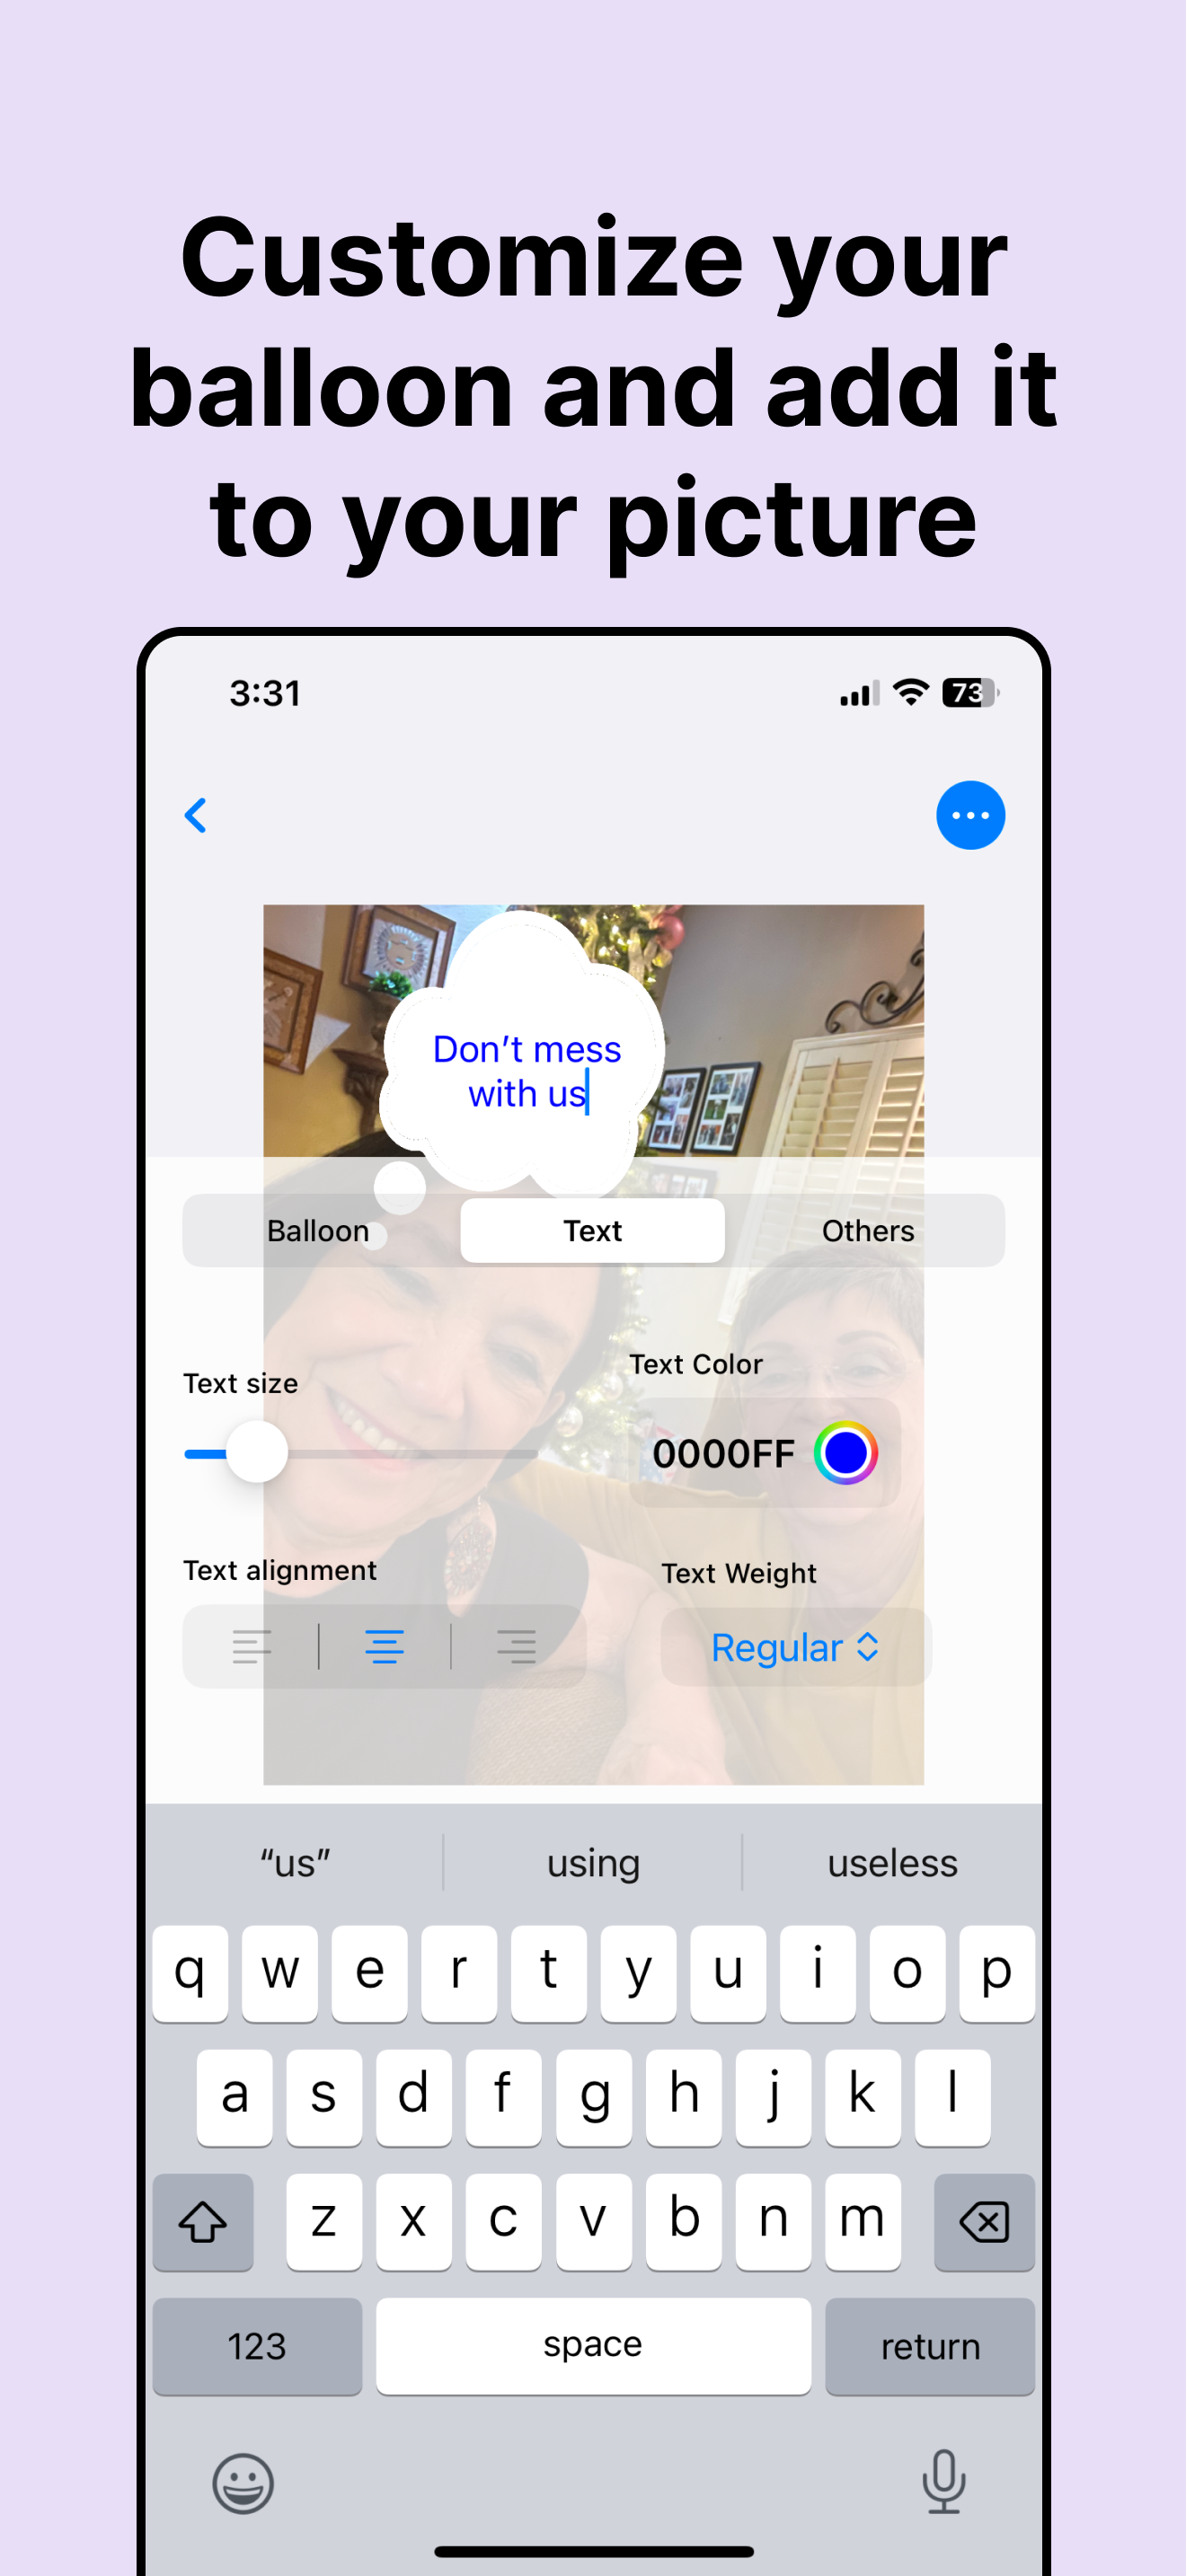 Customize your
balloon and add it
to your picture
3:31
73
Don’t mess
with us
Balloon Text Others
Text size
Text Color
0000FF
Text alignment
Text Weight
Regular
“us” using useless
q w e r t y u i o p
a s d f g h j k l
z x c v b n m
123 space return